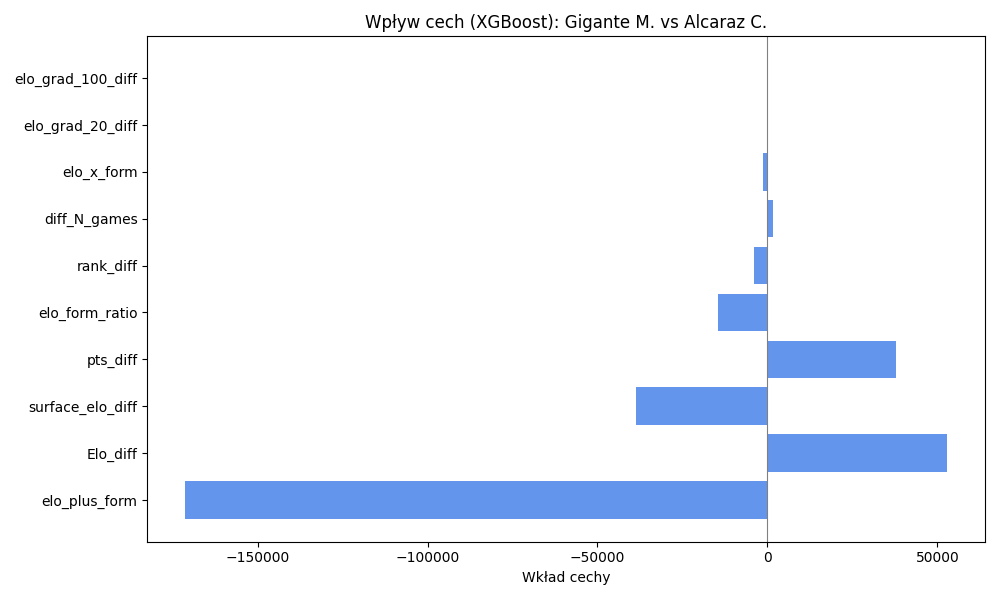 Wpływ cech (XGBoost): Gigante M. vs Alcaraz C.
elo_grad_100_diff
elo_grad_20_diff
elo_x_form
diff_N_games
rank_diff
elo_form_ratio
pts_diff
surface_elo_diff
Elo_diff
elo_plus_form
−150000 −100000 −50000 0 50000
Wkład cechy